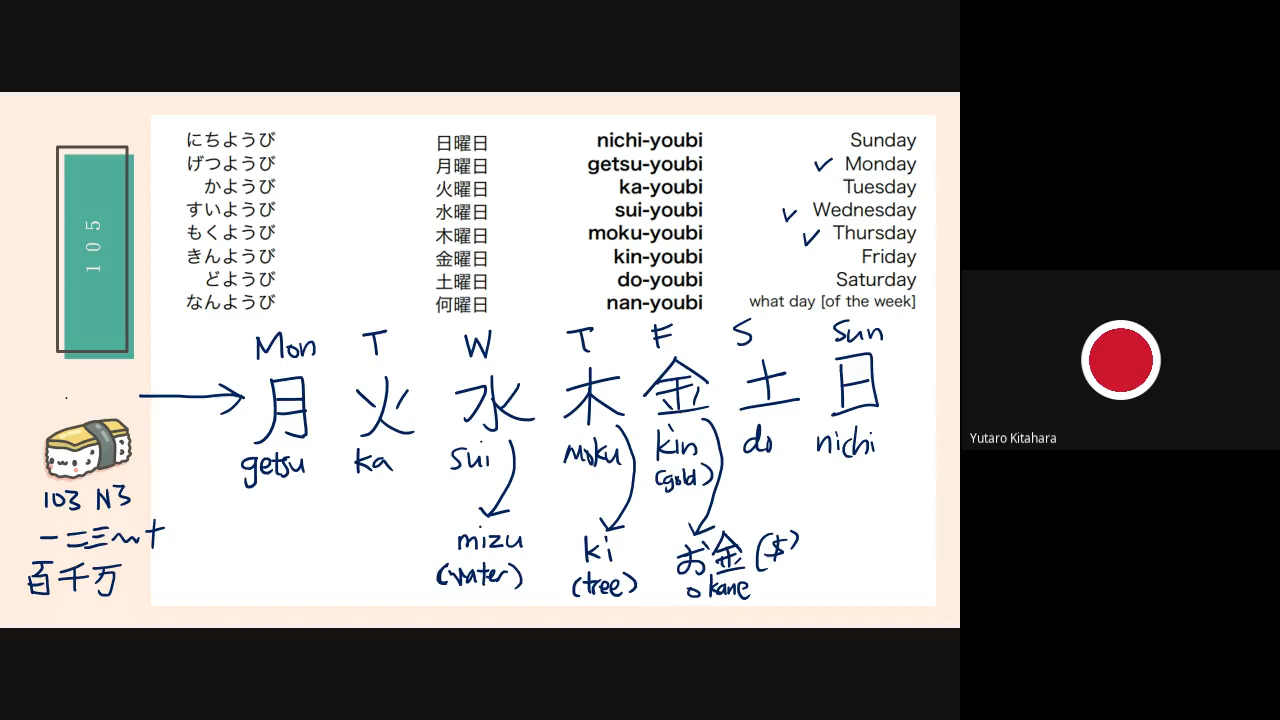 にちようび 日曜日 nichi-youbi Sunday
げつようび 月曜日 getsu-youbi Monday
かようび 火曜日 ka-youbi Tuesday
すいようび 水曜日 sui-youbi Wednesday
もくようび 木曜日 moku-youbi Thursday
きんようび 金曜日 kin-youbi Friday
どようび 土曜日 do-youbi Saturday
なんようび 何曜日 nan-youbi what day [of the week]
105
Mon T W T F S Sun
月 火 水 木 金 土 日
getsu ka sui moku kin do nichi
(gold)
mizu ki お金 ($)
(water) (tree) okane
103 N3
一二三〜十
百千万
Yutaro Kitahara